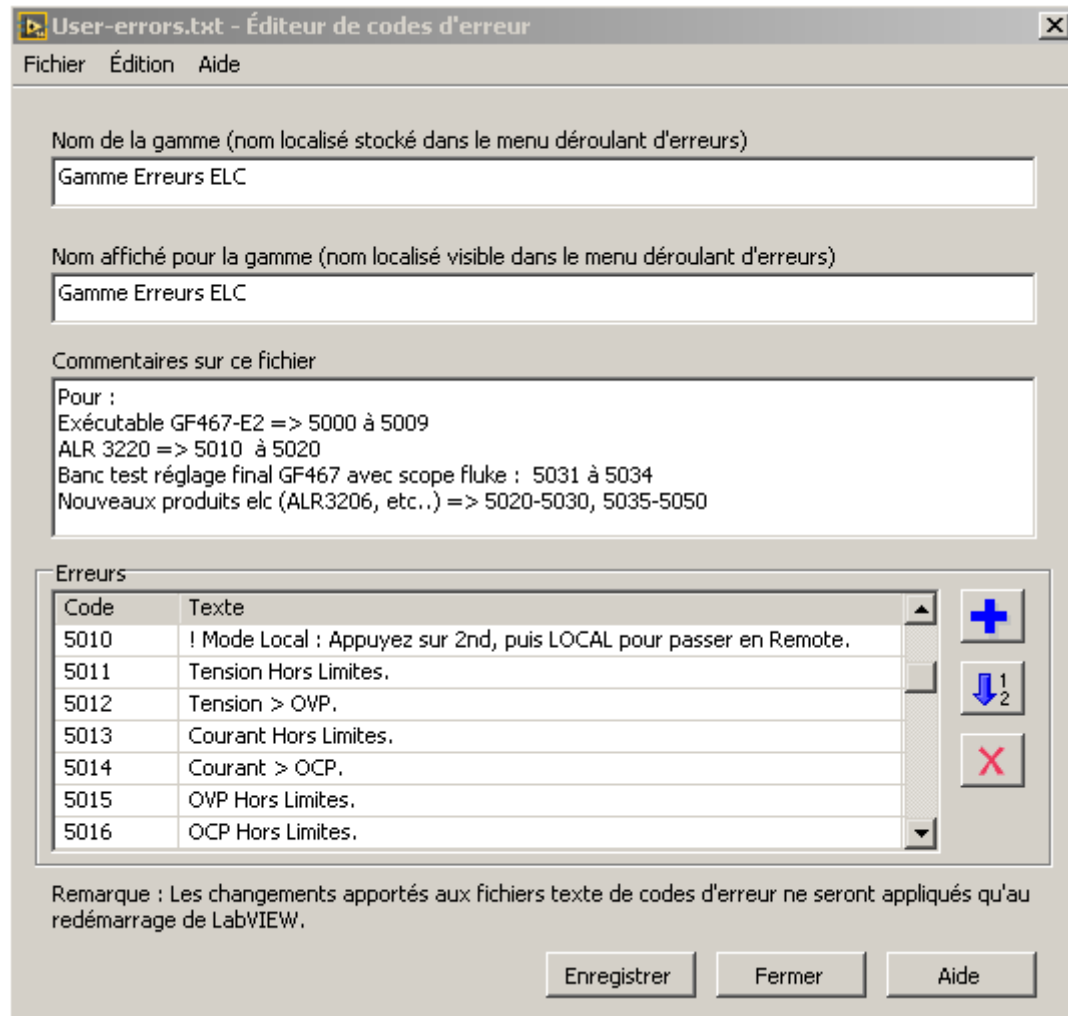 User-errors.txt - Éditeur de codes d'erreur
Fichier Édition Aide
Nom de la gamme (nom localisé stocké dans le menu déroulant d'erreurs)
Gamme Erreurs ELC
Nom affiché pour la gamme (nom localisé visible dans le menu déroulant d'erreurs)
Gamme Erreurs ELC
Commentaires sur ce fichier
Pour :
Exécutable GF467-E2 => 5000 à 5009
ALR 3220 => 5010  à 5020
Banc test réglage final GF467 avec scope fluke :  5031 à 5034
Nouveaux produits elc (ALR3206, etc..) => 5020-5030, 5035-5050
Erreurs
Code Texte
5010 ! Mode Local : Appuyez sur 2nd, puis LOCAL pour passer en Remote.
5011 Tension Hors Limites.
5012 Tension > OVP.
5013 Courant Hors Limites.
5014 Courant > OCP.
5015 OVP Hors Limites.
5016 OCP Hors Limites.
1
2
Remarque : Les changements apportés aux fichiers texte de codes d'erreur ne seront appliqués qu'au
redémarrage de LabVIEW.
Enregistrer Fermer Aide